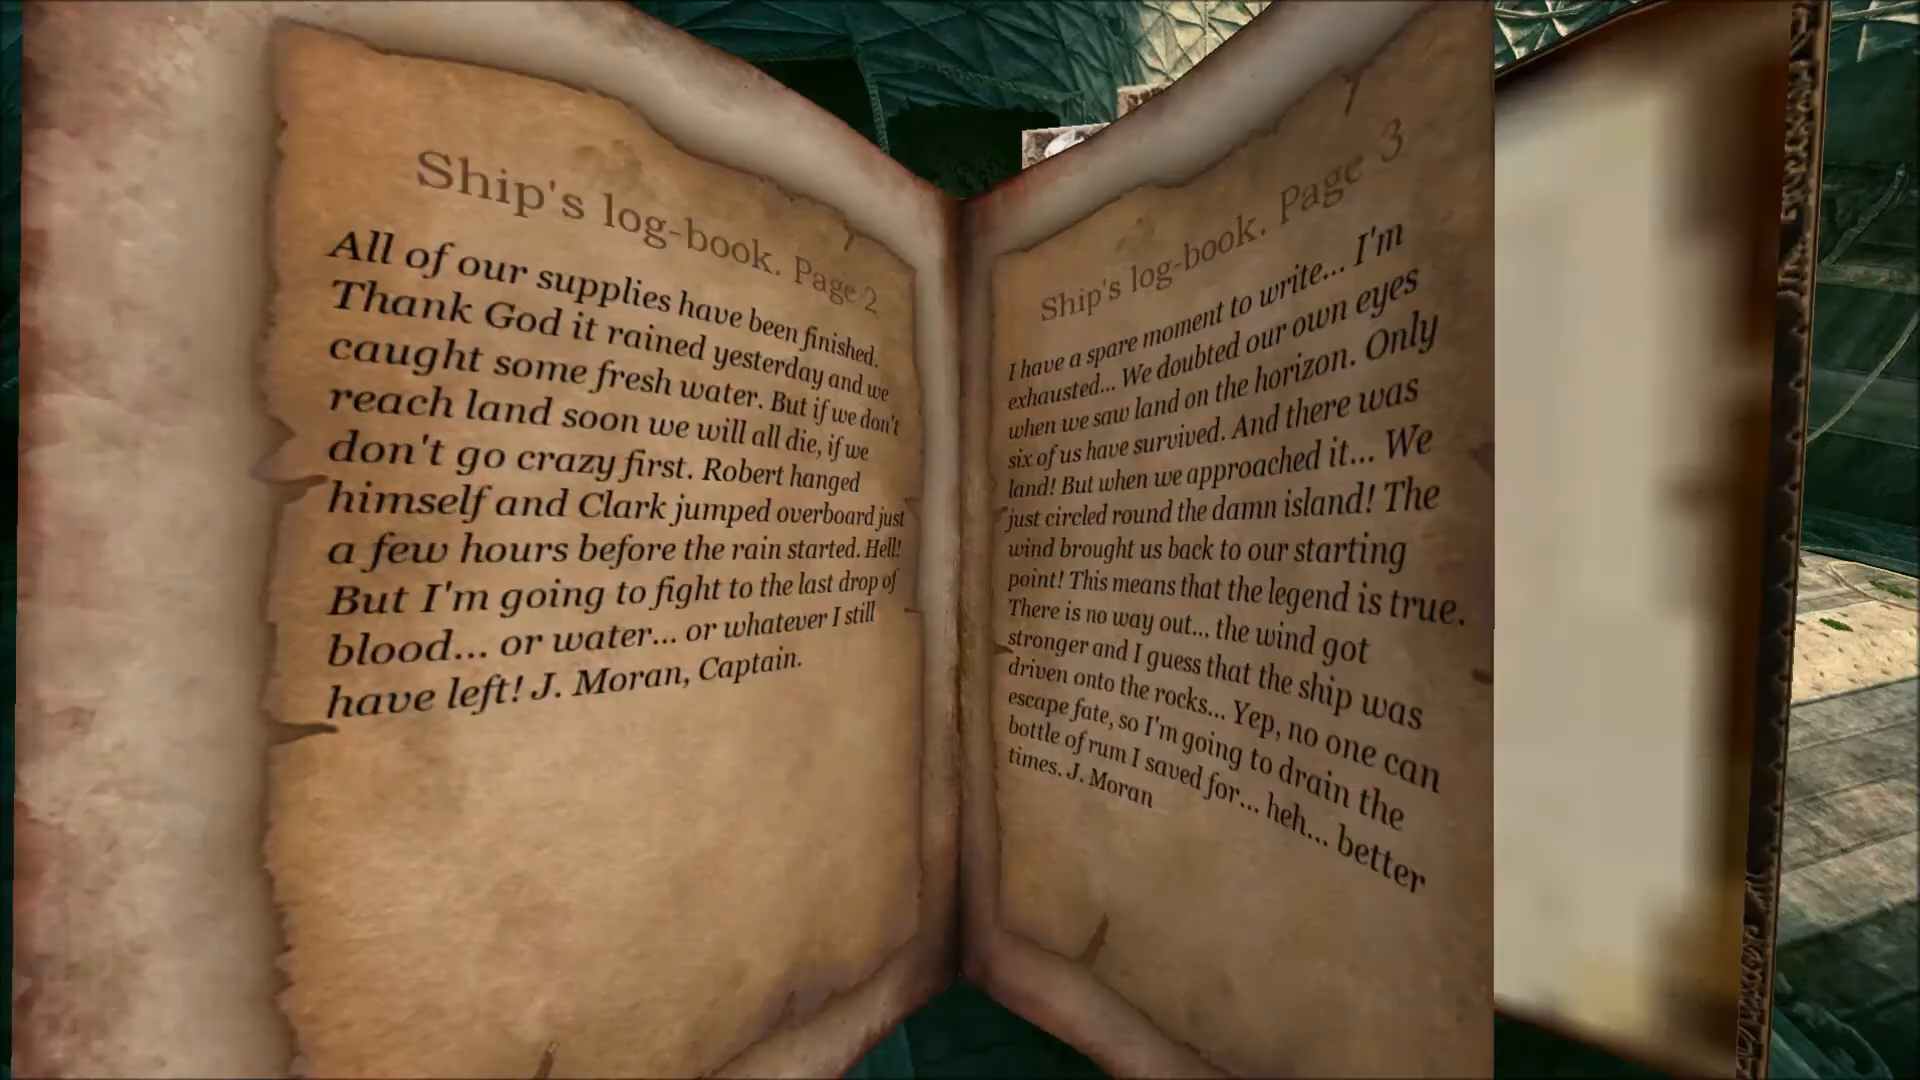 Ship's log-book. Page 2
All of our supplies have been finished.
Thank God it rained yesterday and we
caught some fresh water. But if we don't
reach land soon we will all die, if we
don't go crazy first. Robert hanged
himself and Clark jumped overboard just
a few hours before the rain started. Hell!
But I'm going to fight to the last drop of
blood... or water... or whatever I still
have left! J. Moran, Captain.
Ship's log-book. Page 3
I have a spare moment to write... I'm
exhausted... We doubted our own eyes
when we saw land on the horizon. Only
six of us have survived. And there was
land! But when we approached it... We
just circled round the damn island! The
wind brought us back to our starting
point! This means that the legend is true.
There is no way out... the wind got
stronger and I guess that the ship was
driven onto the rocks... Yep, no one can
escape fate, so I'm going to drain the
bottle of rum I saved for... heh... better
times. J. Moran